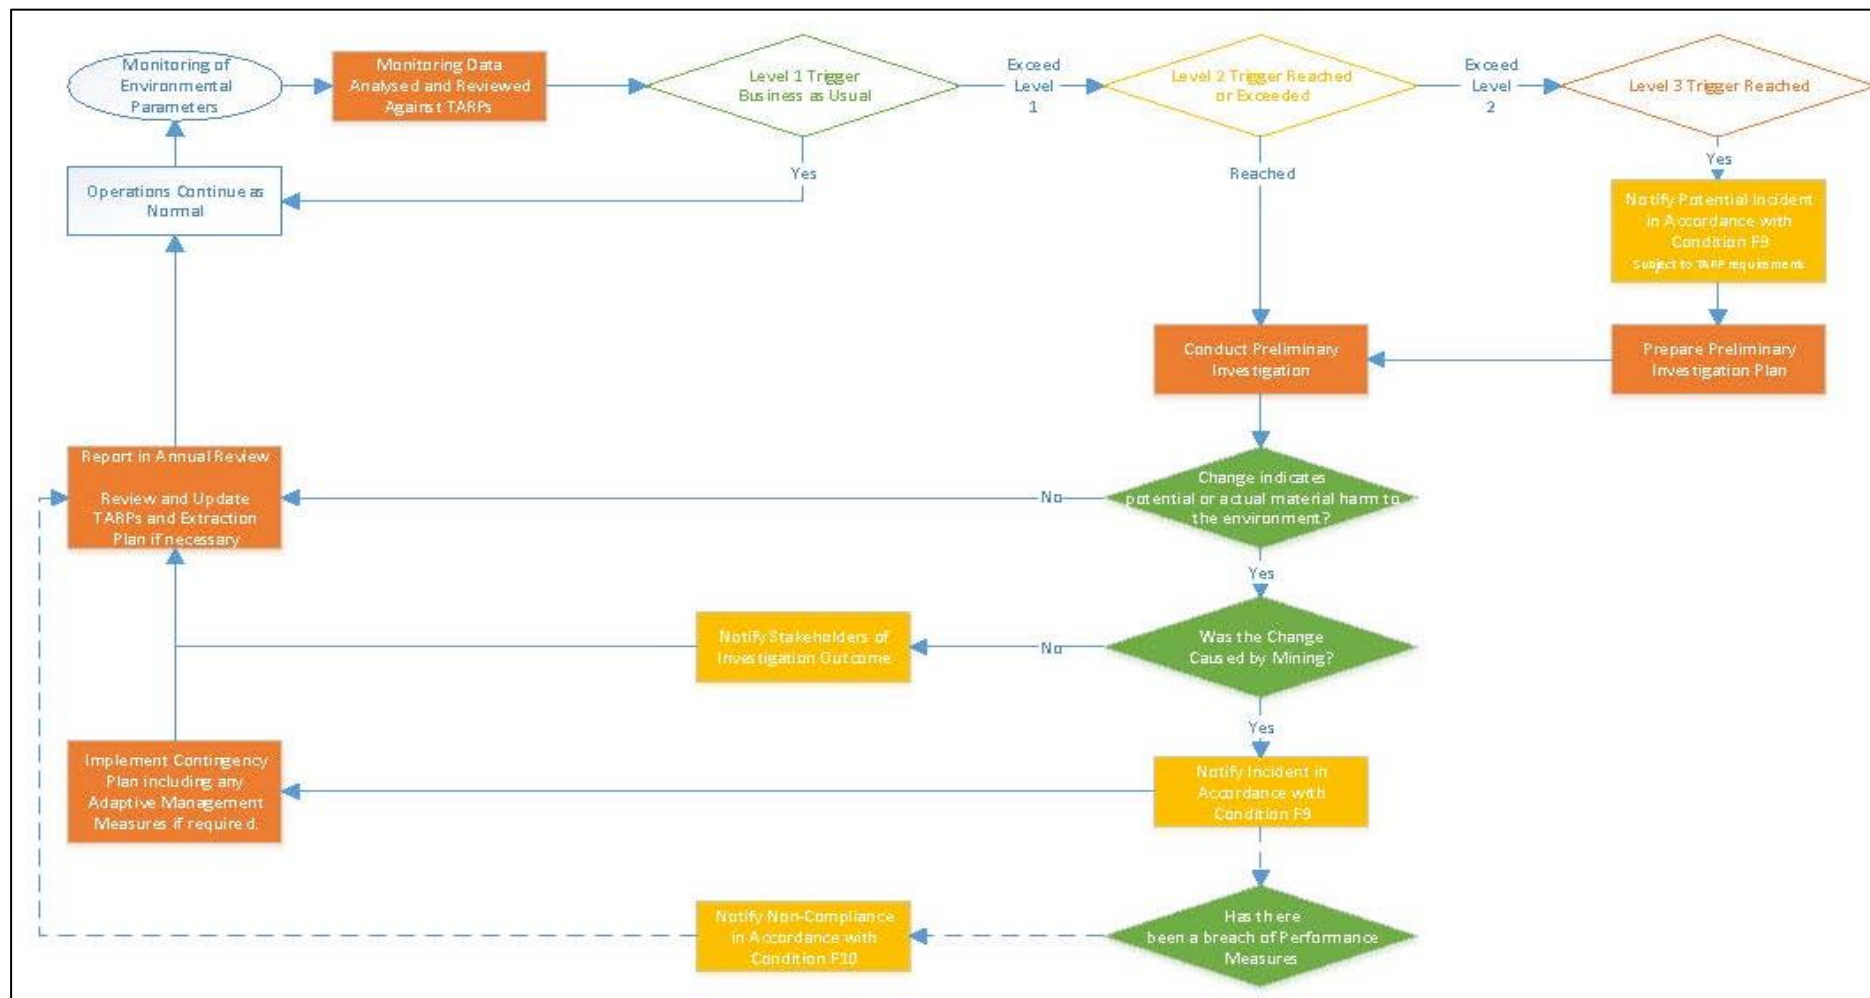 Monitoring of
Environmental
Parameters
Monitoring Data
Analysed and Reviewed
Against TARPs
Level 1 Trigger
Business as Usual
Exceed
Level
1
Level 2 Trigger Reached
or Exceeded
Exceed
Level
2
Level 3 Trigger Reached
Yes
Reached
Yes
Operations Continue as
Normal
Notify Potential Incident
in Accordance with
Condition F9
Subject to TARP requirements
Conduct Preliminary
Investigation
Prepare Preliminary
Investigation Plan
Report in Annual Review
Review and Update
TARPs and Extraction
Plan if necessary
No
Change indicates
potential or actual material harm to
the environment?
Yes
Notify Stakeholders of
Investigation Outcome
No
Was the Change
Caused by Mining?
Yes
Implement Contingency
Plan including any
Adaptive Management
Measures if required.
Notify Incident in
Accordance with
Condition F9
Notify Non-Compliance
in Accordance with
Condition F10
Has there
been a breach of Performance
Measures